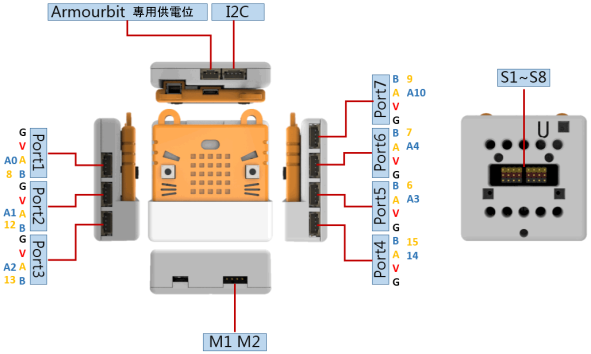 Armourbit 專用供電位
I2C
Port1
G
V
A0 A
8 B
Port2
G
V
A1 A
12 B
Port3
G
V
A2 A
13 B
Port7
B 9
A A10
V
G
Port6
B 7
A A4
V
G
Port5
B 6
A A3
V
G
Port4
B 15
A 14
V
G
M1 M2
S1~S8
U